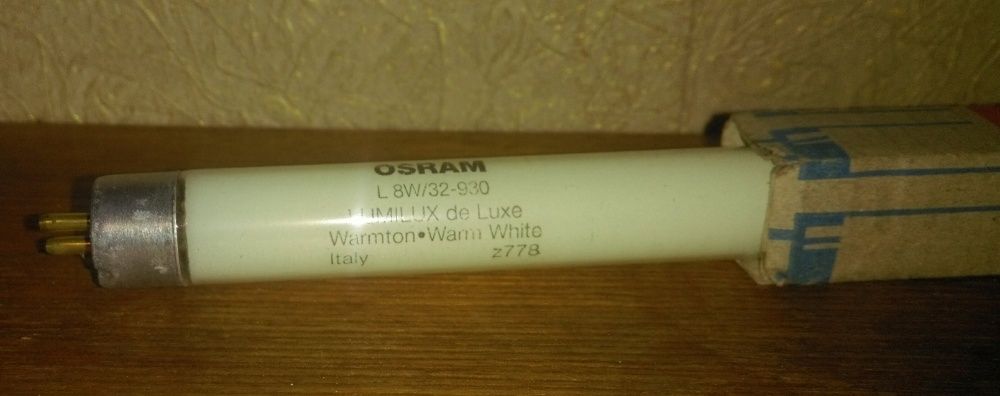 OSRAM
L 8W/32-930
LUMILUX de Luxe
Warmton•Warm White
Italy z778